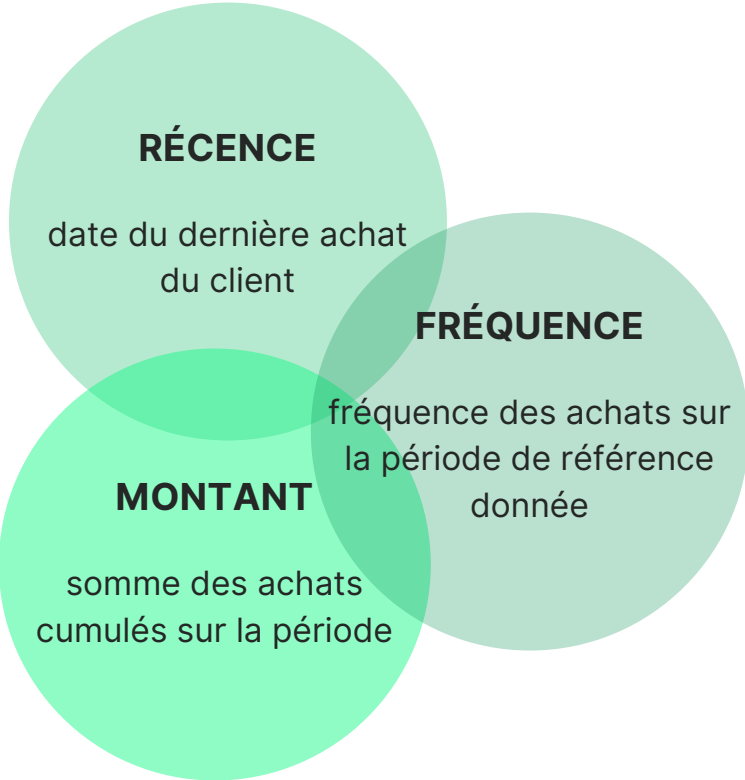 RÉCENCE
date du dernière achat
du client
FRÉQUENCE
fréquence des achats sur
la période de référence
donnée
MONTANT
somme des achats
cumulés sur la période